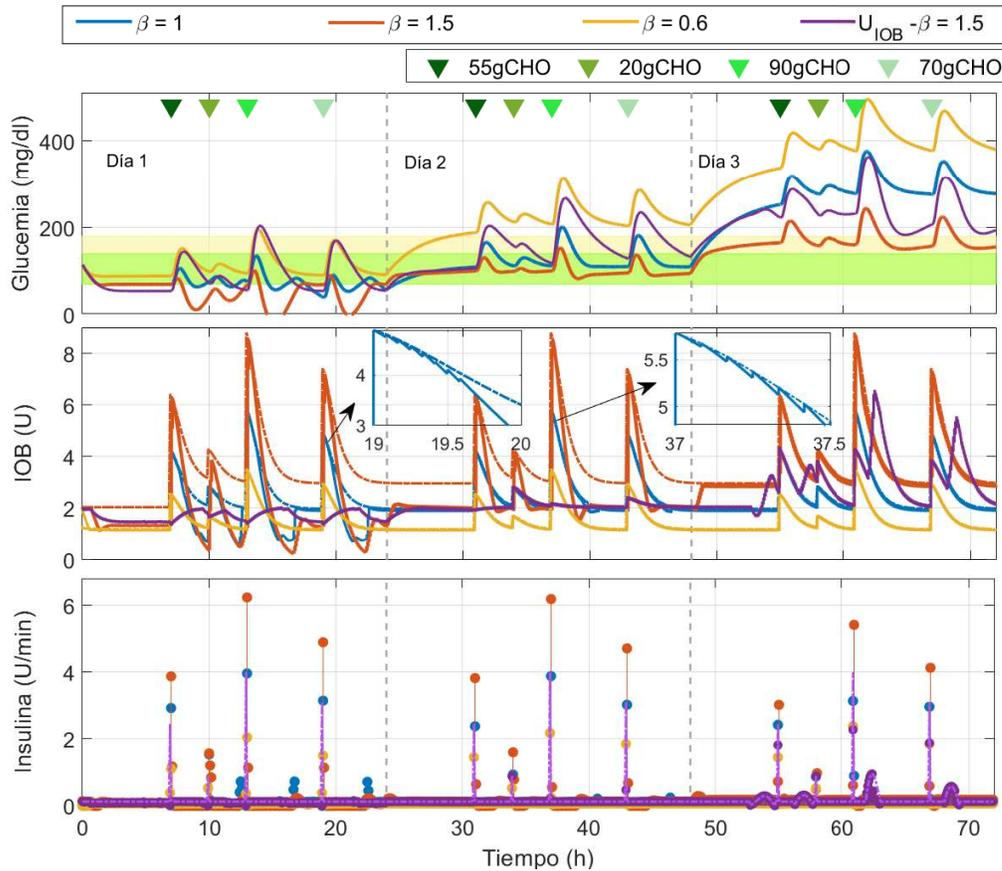 β = 1 β = 1.5 β = 0.6 U_IOB -β = 1.5
55gCHO 20gCHO 90gCHO 70gCHO
Glucemia (mg/dl)
400
200
0
Día 1 Día 2 Día 3
IOB (U)
8
6
4
2
0
4
3
19 19.5 20
5.5
5
37 37.5
Insulina (U/min)
6
4
2
0
0 10 20 30 40 50 60 70
Tiempo (h)